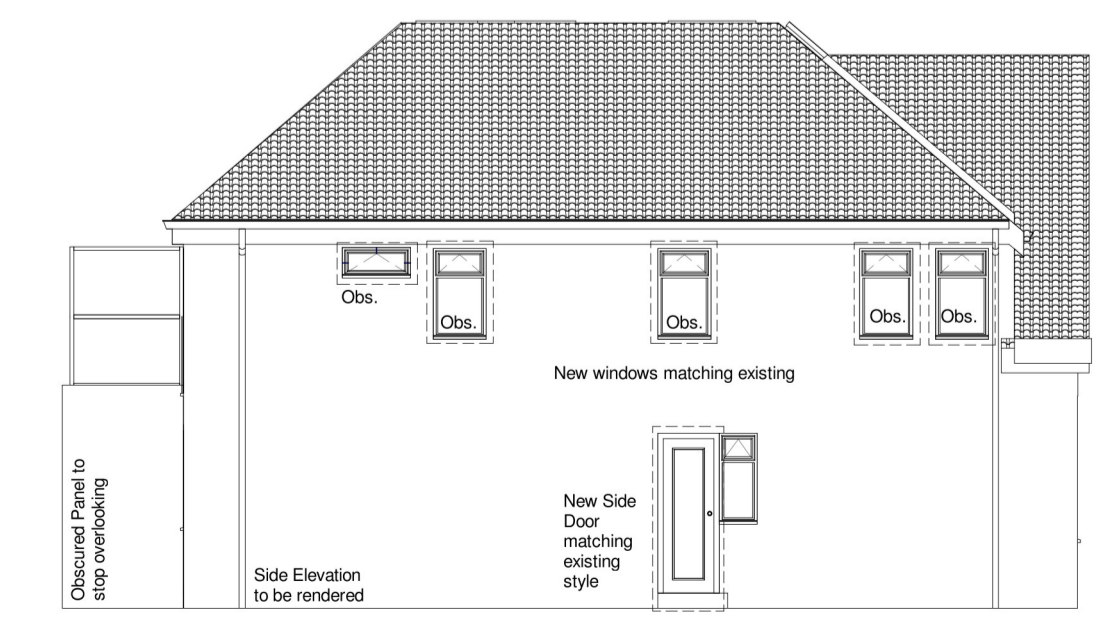 Obs.
Obs.
Obs.
Obs.
Obs.
New windows matching existing
Obscured Panel to
stop overlooking
New Side
Door
matching
existing
style
Side Elevation
to be rendered